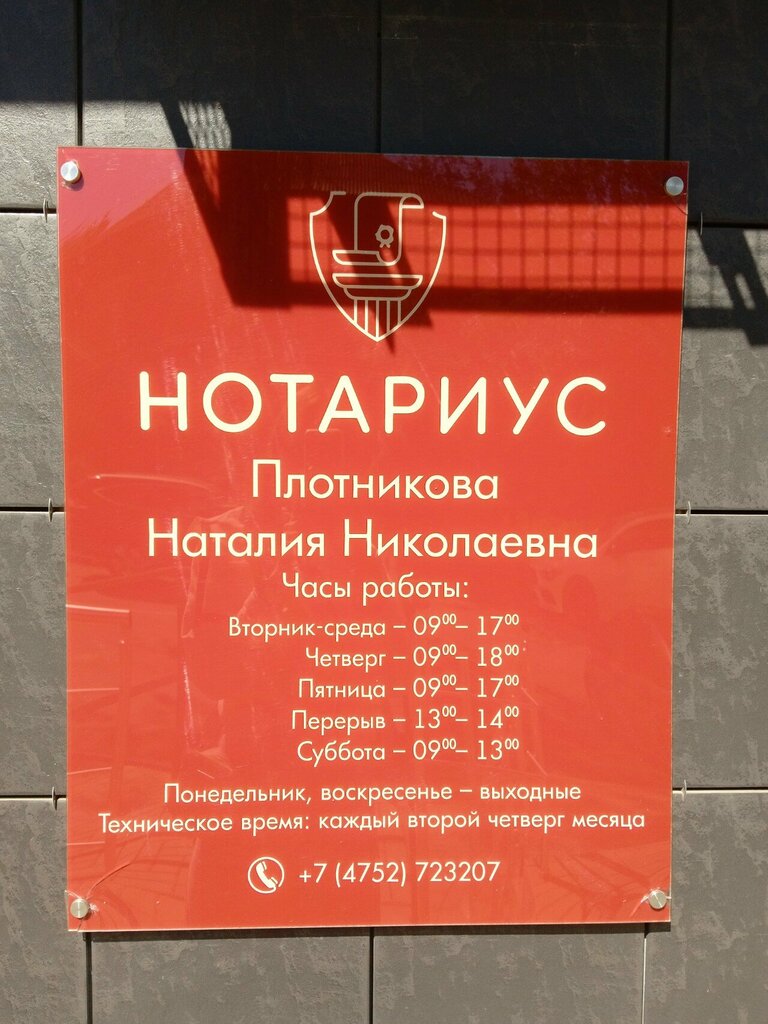 НОТАРИУС
Плотникова
Наталия Николаевна
Часы работы:
Вторник-среда – 09⁰⁰– 17⁰⁰
Четверг – 09⁰⁰– 18⁰⁰
Пятница – 09⁰⁰– 17⁰⁰
Перерыв – 13⁰⁰– 14⁰⁰
Суббота – 09⁰⁰– 13⁰⁰
Понедельник, воскресенье – выходные
Техническое время: каждый второй четверг месяца
+7 (4752) 723207